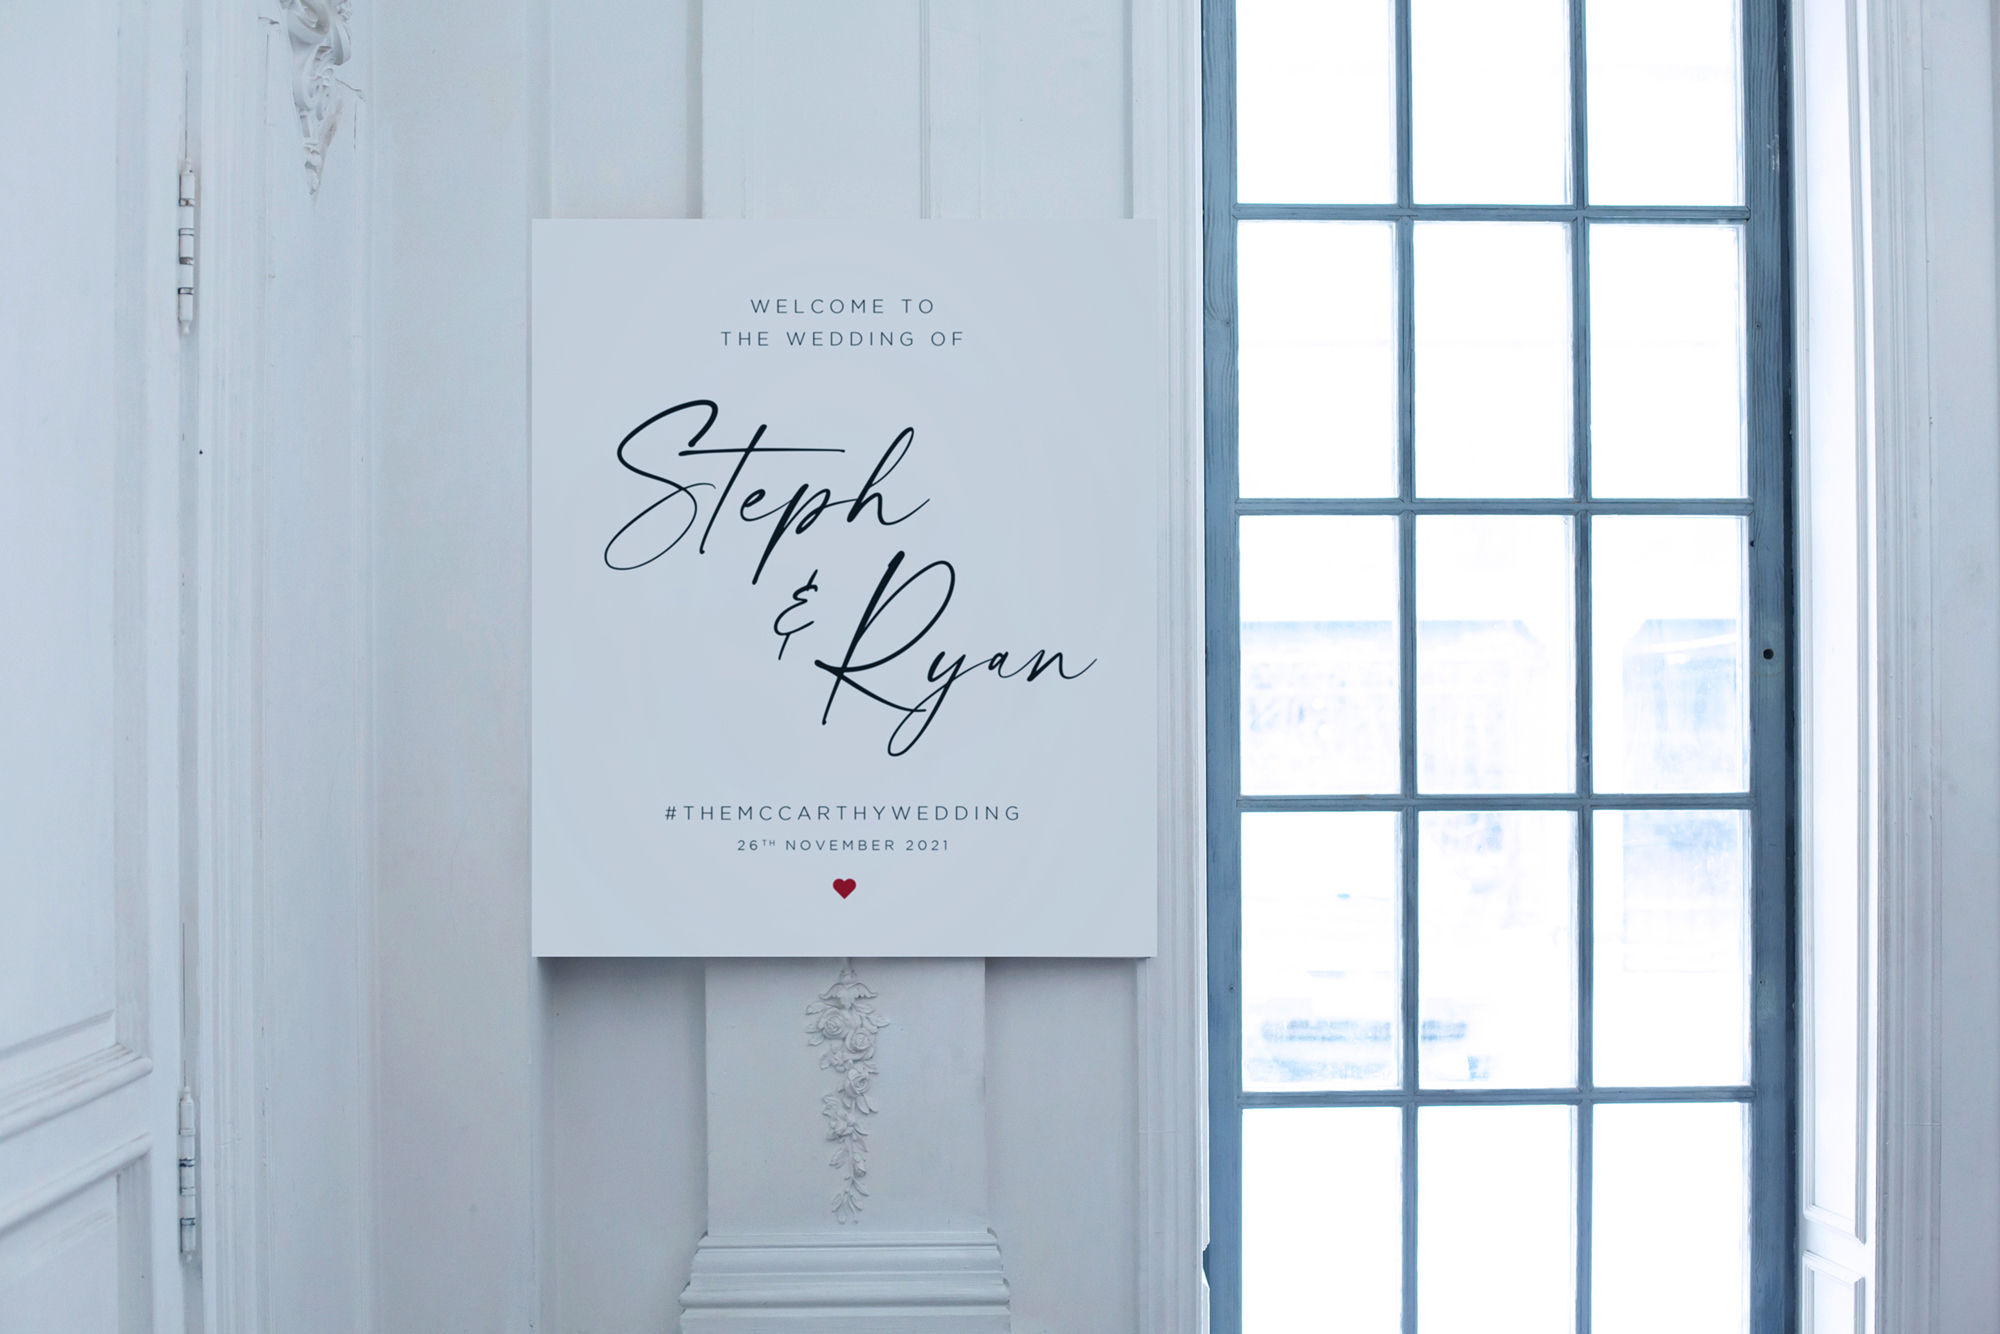 WELCOME TO
THE WEDDING OF
Steph
&
Ryan
#THEMCCARTHYWEDDING
26TH NOVEMBER 2021